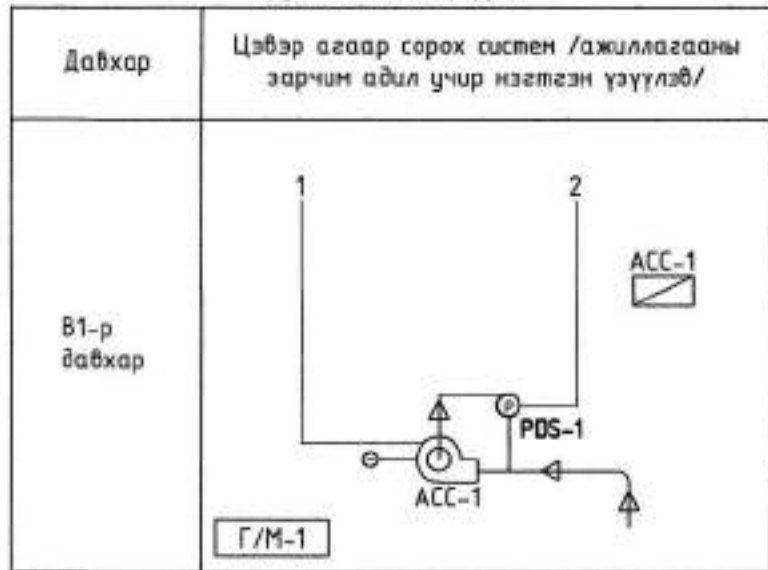 Давхар
Цэвэр агаар сорох систем /ажиллагааны
зарчим адил учир нэгтгэн үзүүлэв/
1
2
АСС-1
В1-р
давхар
P
PDS-1
АСС-1
Г/М-1